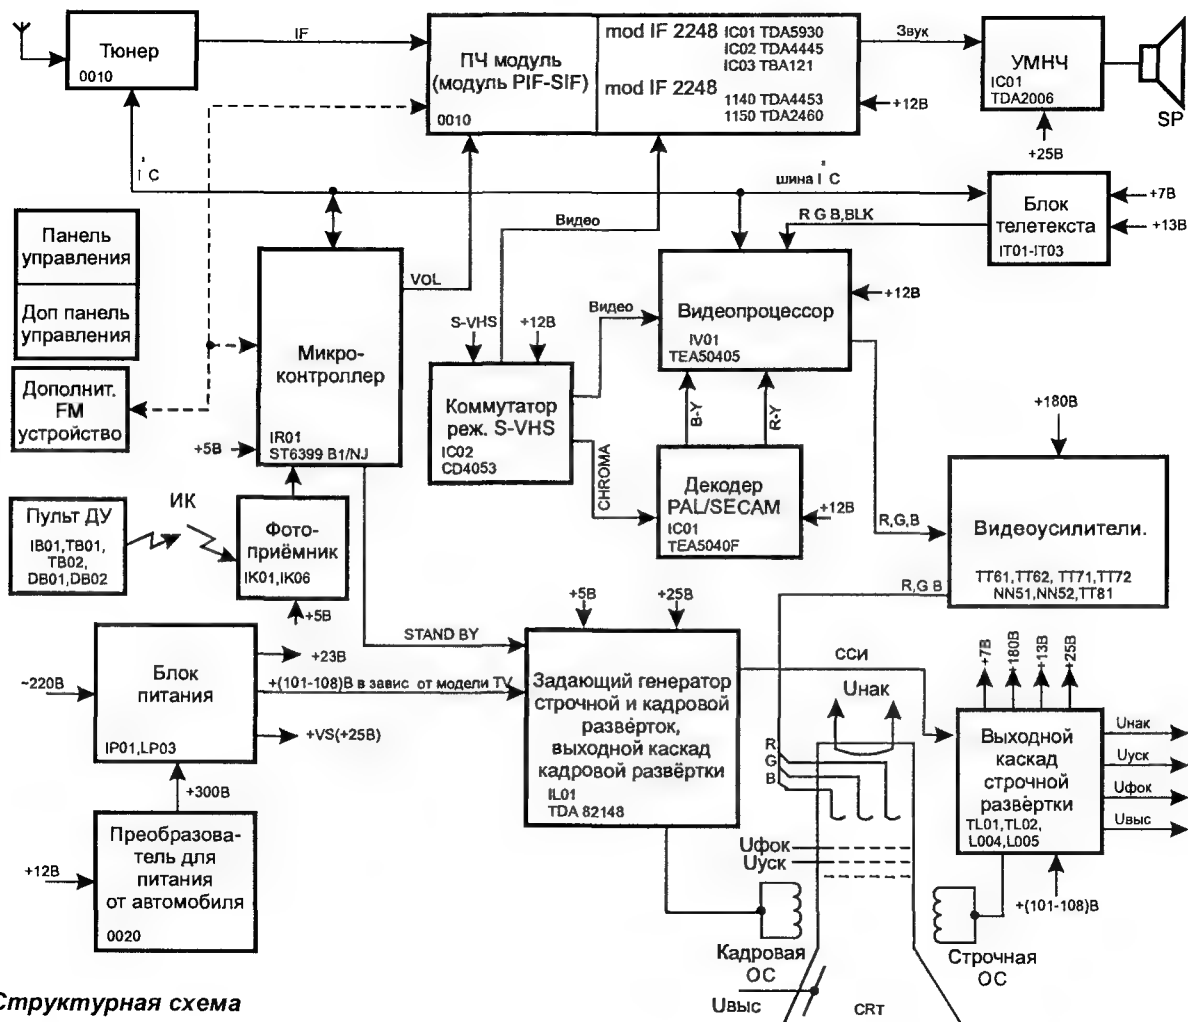 Тюнер
0010
IF
ПЧ модуль
(модуль PIF-SIF)
0010
mod IF 2248 IC01 TDA5930
IC02 TDA4445
IC03 TBA121
mod IF 2248
1140 TDA4453
1150 TDA2460
Звук
+12В
УМНЧ
IC01
TDA2006
SP
+25В
I²C
шина I²C
Блок
телетекста
IT01-IT03
+7В
+13В
R G B,BLK
Видео
VOL
Панель
управления
Доп панель
управления
Дополнит.
FM
устройство
Микро-
контроллер
IR01
ST6399 B1/NJ
+5В
S-VHS
+12В
Коммутатор
реж. S-VHS
IC02
CD4053
Видео
CHROMA
Видеопроцессор
IV01
TEA50405
+12В
B-Y
R-Y
Декодер
PAL/SECAM
IC01
TEA5040F
+12В
R,G,B
+180В
Видеоусилители.
TT61,TT62, TT71,TT72
NN51,NN52,TT81
R,G B
Пульт ДУ
IB01,TB01,
TB02,
DB01,DB02
ИК
Фото-
приёмник
IK01,IK06
+5В
STAND BY
Блок
питания
IP01,LP03
~220В
+23В
+(101-108)В в завис от модели TV
+VS(+25В)
+300В
Преобразова-
тель для
питания
от автомобиля
0020
+12В
+5В
+25В
Задающий генератор
строчной и кадровой
развёрток,
выходной каскад
кадровой развёртки
IL01
TDA 82148
ССИ
Uнак
R
G
B
Uфок
Uуск
Кадровая
ОС
Uвыс
CRT
Строчная
ОС
+7В
+180В
+13В
+25В
Выходной
каскад
строчной
развёртки
TL01,TL02,
L004,L005
Uнак
Uуск
Uфок
Uвыс
+(101-108)В
Структурная схема